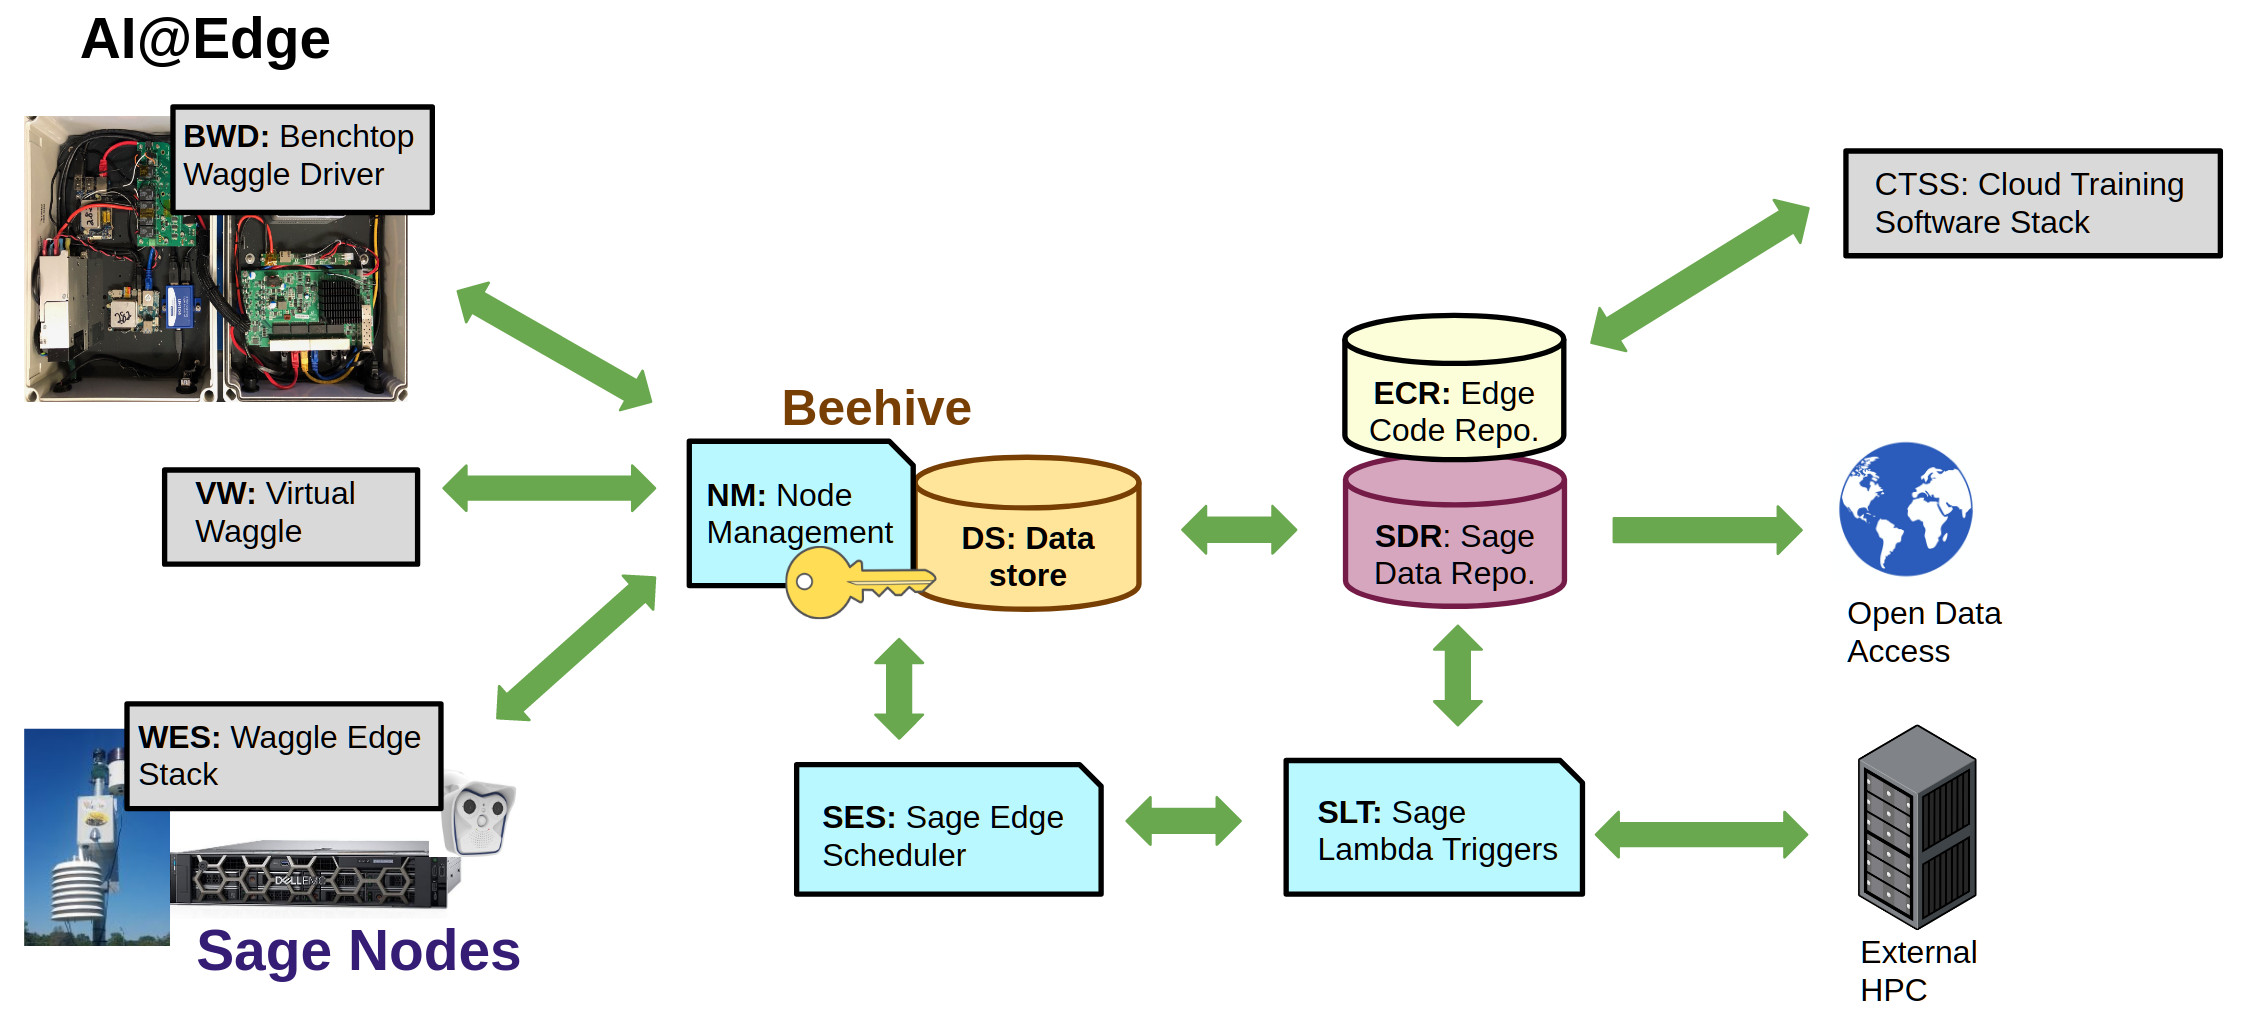 AI@Edge
BWD: Benchtop
Waggle Driver
CTSS: Cloud Training
Software Stack
ECR: Edge
Code Repo.
Beehive
VW: Virtual
Waggle
NM: Node
Management
DS: Data
store
SDR: Sage
Data Repo.
Open Data
Access
WES: Waggle Edge
Stack
DELLEMC
SES: Sage Edge
Scheduler
SLT: Sage
Lambda Triggers
Sage Nodes
External
HPC